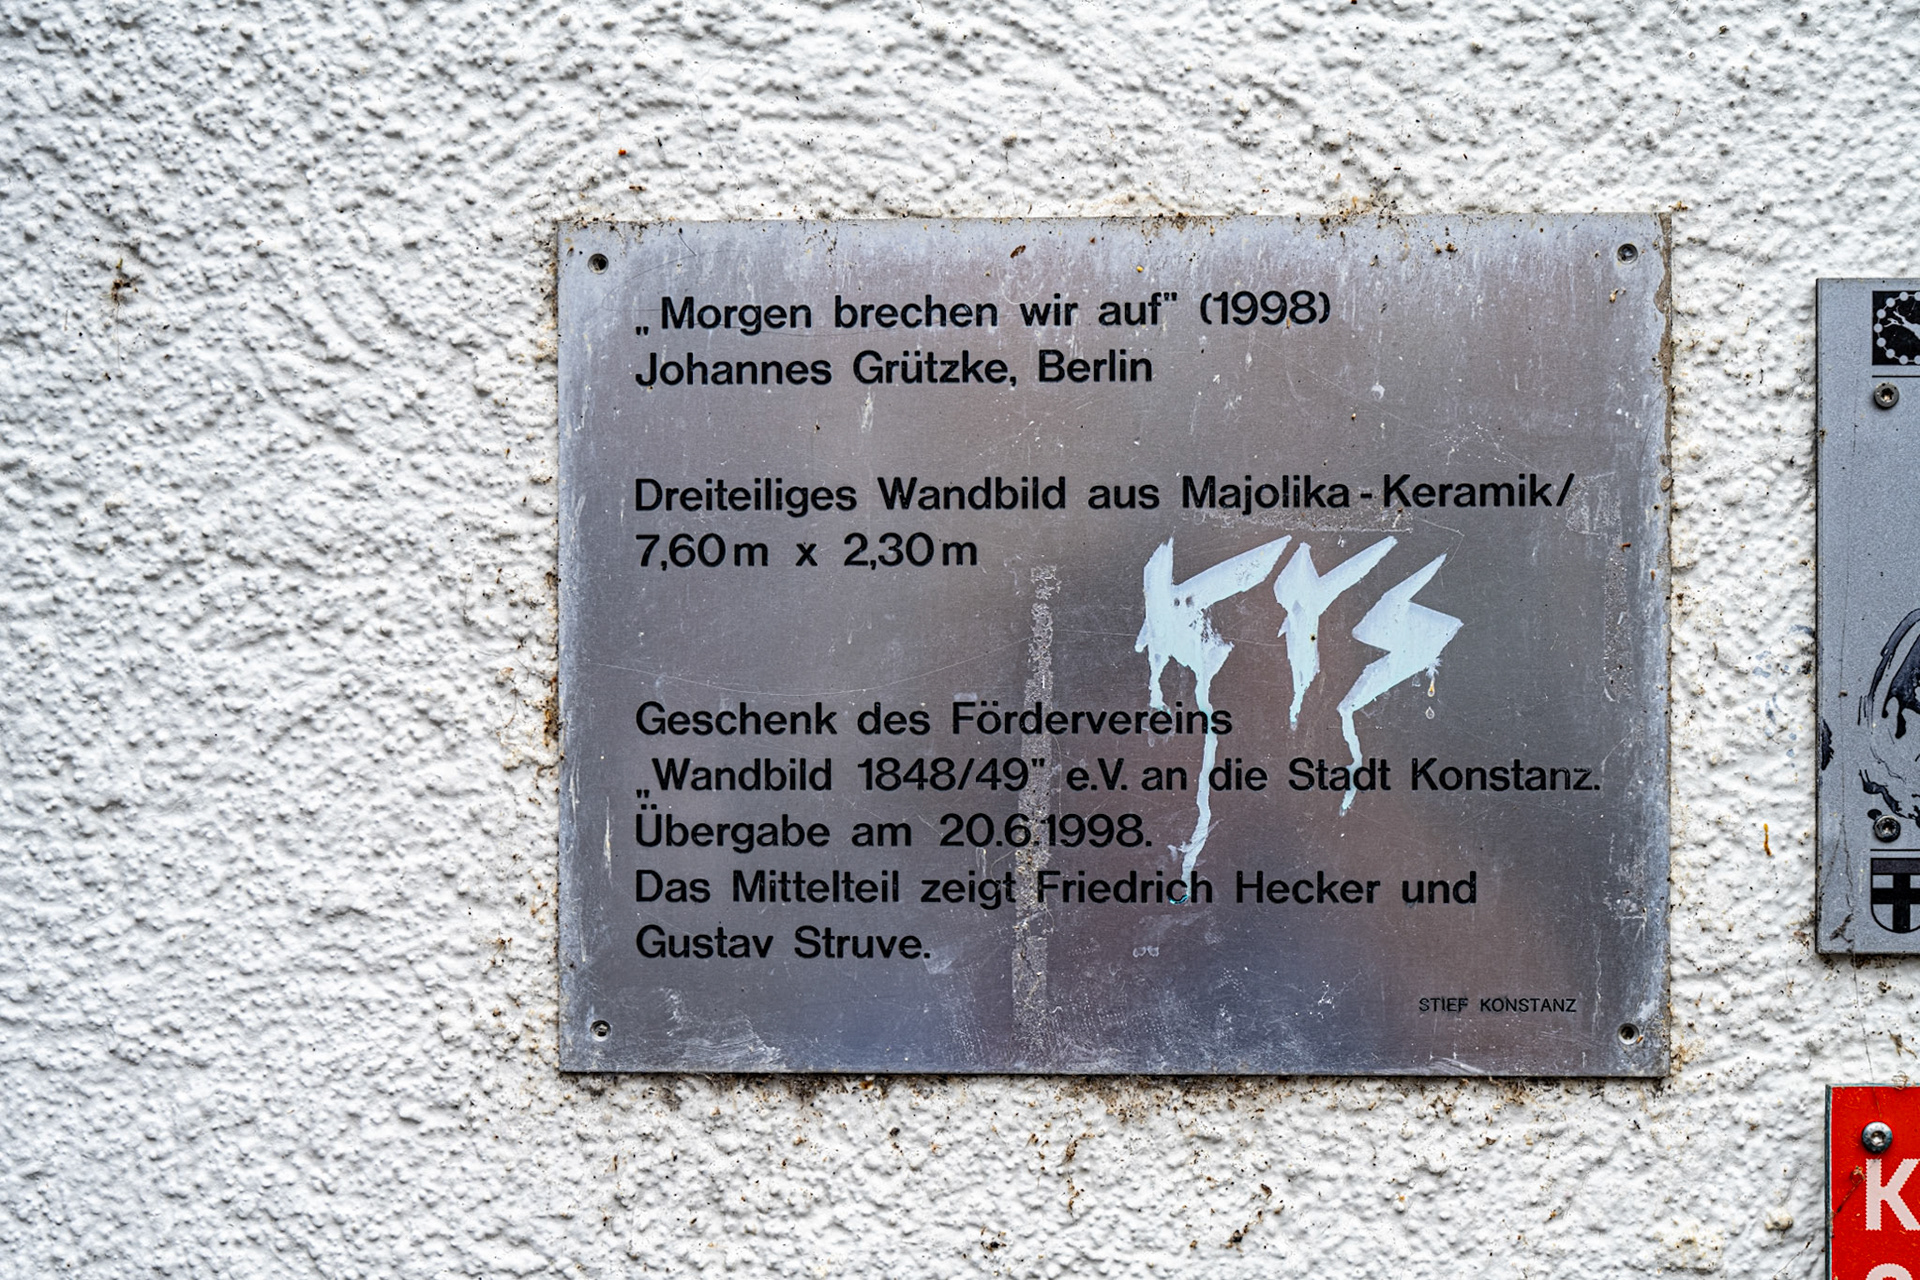 „Morgen brechen wir auf" (1998)
Johannes Grützke, Berlin
Dreiteiliges Wandbild aus Majolika-Keramik/
7,60m x 2,30m
Geschenk des Fördervereins
„Wandbild 1848/49" e.V. an die Stadt Konstanz.
Übergabe am 20.6.1998.
Das Mittelteil zeigt Friedrich Hecker und
Gustav Struve.
STIEF KONSTANZ
K